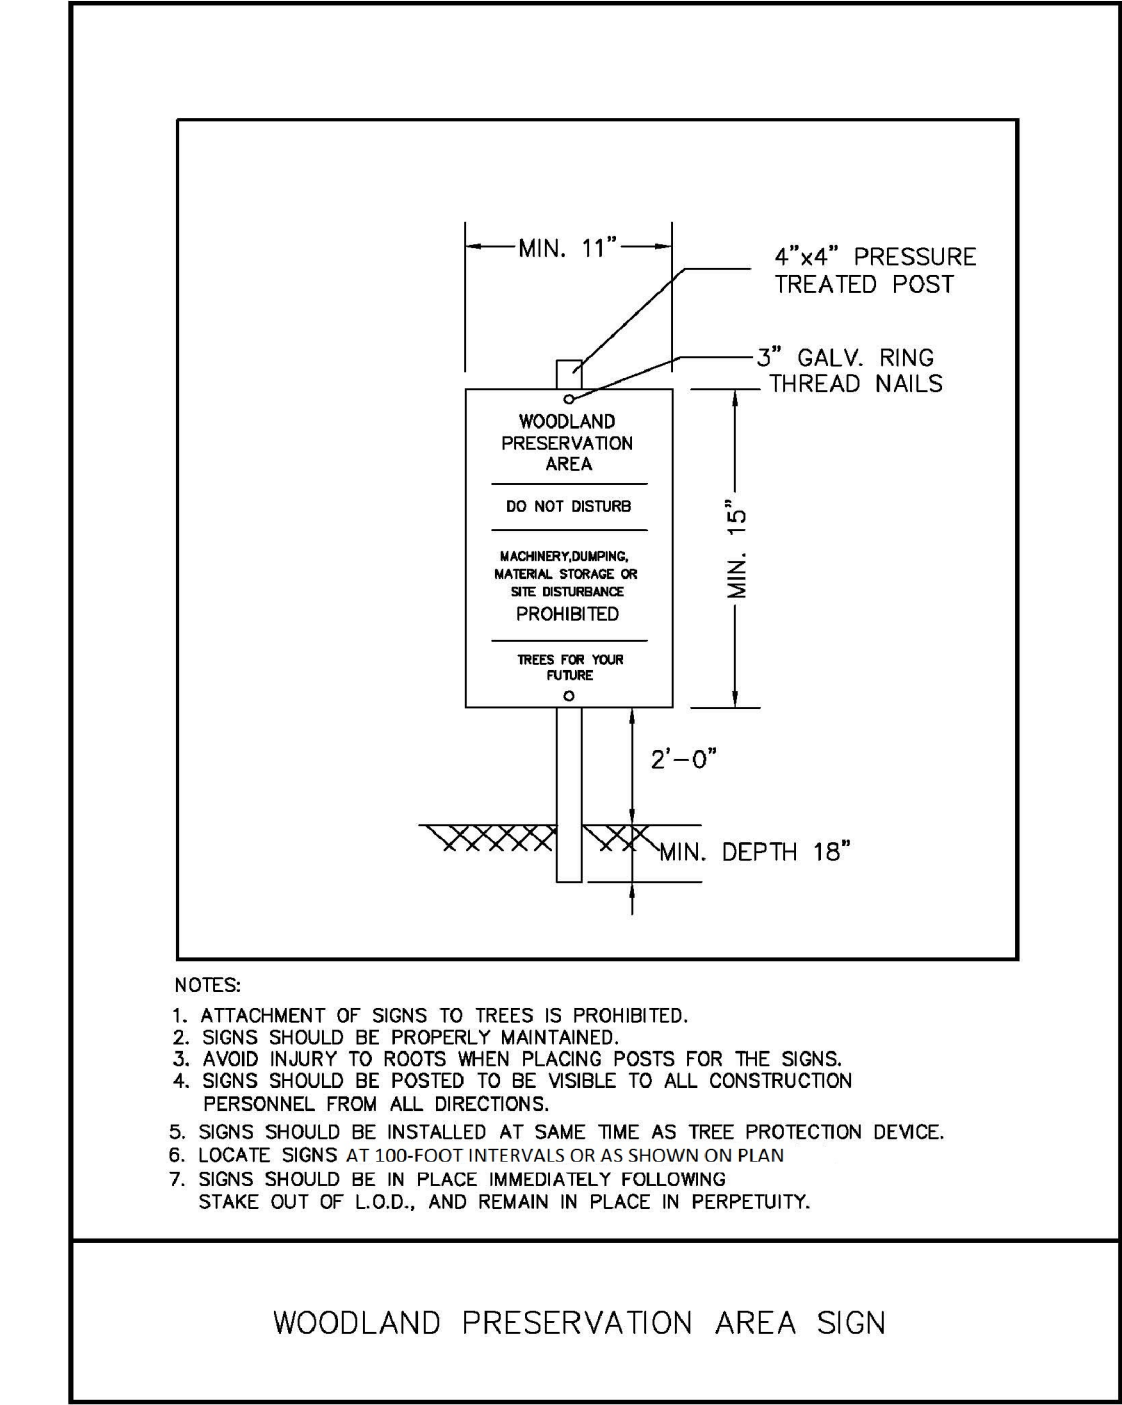 MIN. 11"
4"x4" PRESSURE
TREATED POST
3" GALV. RING
THREAD NAILS
WOODLAND
PRESERVATION
AREA
DO NOT DISTURB
MACHINERY,DUMPING,
MATERIAL STORAGE OR
SITE DISTURBANCE
PROHIBITED
TREES FOR YOUR
FUTURE
MIN. 15"
2'-0"
MIN. DEPTH 18"
NOTES:
1. ATTACHMENT OF SIGNS TO TREES IS PROHIBITED.
2. SIGNS SHOULD BE PROPERLY MAINTAINED.
3. AVOID INJURY TO ROOTS WHEN PLACING POSTS FOR THE SIGNS.
4. SIGNS SHOULD BE POSTED TO BE VISIBLE TO ALL CONSTRUCTION
PERSONNEL FROM ALL DIRECTIONS.
5. SIGNS SHOULD BE INSTALLED AT SAME TIME AS TREE PROTECTION DEVICE.
6. LOCATE SIGNS AT 100-FOOT INTERVALS OR AS SHOWN ON PLAN
7. SIGNS SHOULD BE IN PLACE IMMEDIATELY FOLLOWING
STAKE OUT OF L.O.D., AND REMAIN IN PLACE IN PERPETUITY.
WOODLAND PRESERVATION AREA SIGN